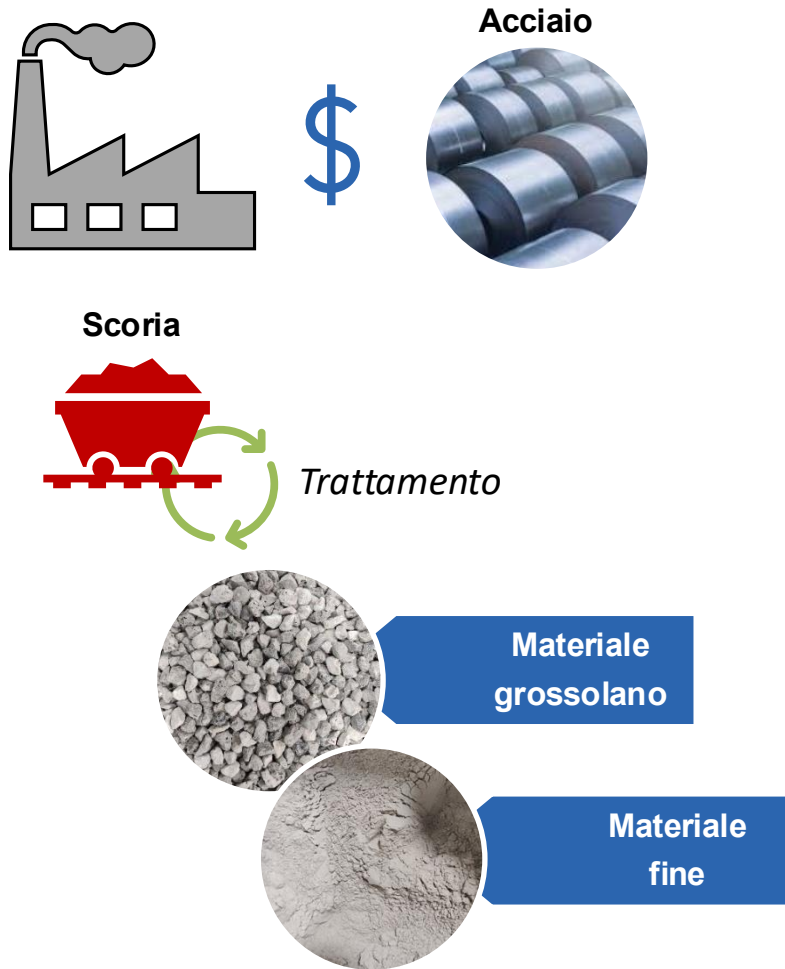 Acciaio
$
Scoria
Trattamento
Materiale
grossolano
Materiale
fine